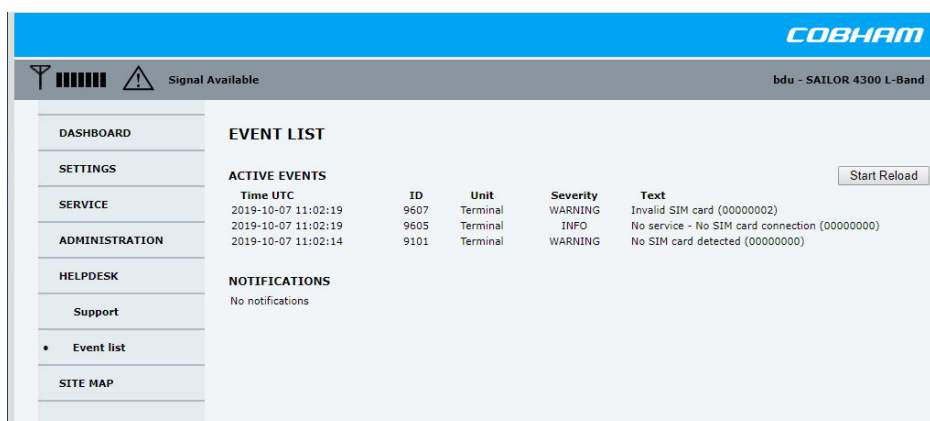 COBHAM
Signal Available
bdu - SAILOR 4300 L-Band
DASHBOARD
SETTINGS
SERVICE
ADMINISTRATION
HELPDESK
Support
• Event list
SITE MAP
EVENT LIST
ACTIVE EVENTS
Start Reload
Time UTC ID Unit Severity Text
2019-10-07 11:02:19 9607 Terminal WARNING Invalid SIM card (00000002)
2019-10-07 11:02:19 9605 Terminal INFO No service - No SIM card connection (00000000)
2019-10-07 11:02:14 9101 Terminal WARNING No SIM card detected (00000000)
NOTIFICATIONS
No notifications